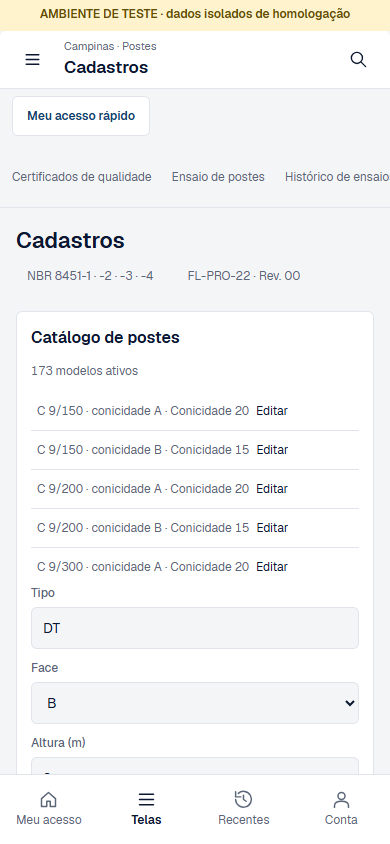 AMBIENTE DE TESTE · dados isolados de homologação
Campinas · Postes
Cadastros
Meu acesso rápido
Certificados de qualidade Ensaio de postes Histórico de ensaio
Cadastros
NBR 8451-1 · -2 · -3 · -4 FL-PRO-22 · Rev. 00
Catálogo de postes
173 modelos ativos
C 9/150 · conicidade A · Conicidade 20 Editar
C 9/150 · conicidade B · Conicidade 15 Editar
C 9/200 · conicidade A · Conicidade 20 Editar
C 9/200 · conicidade B · Conicidade 15 Editar
C 9/300 · conicidade A · Conicidade 20 Editar
Tipo
DT
Face
B
Altura (m)
Meu acesso Telas Recentes Conta